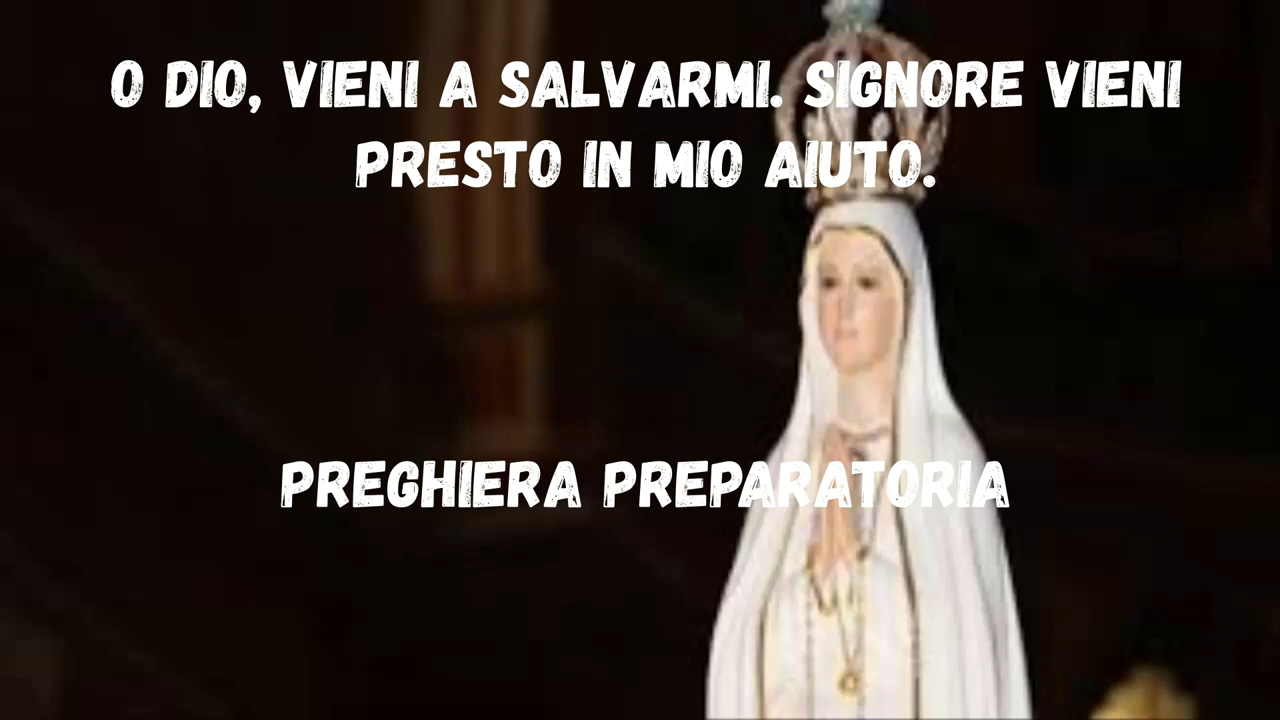 O DIO, VIENI A SALVARMI. SIGNORE VIENI
PRESTO IN MIO AIUTO.
PREGHIERA PREPARATORIA